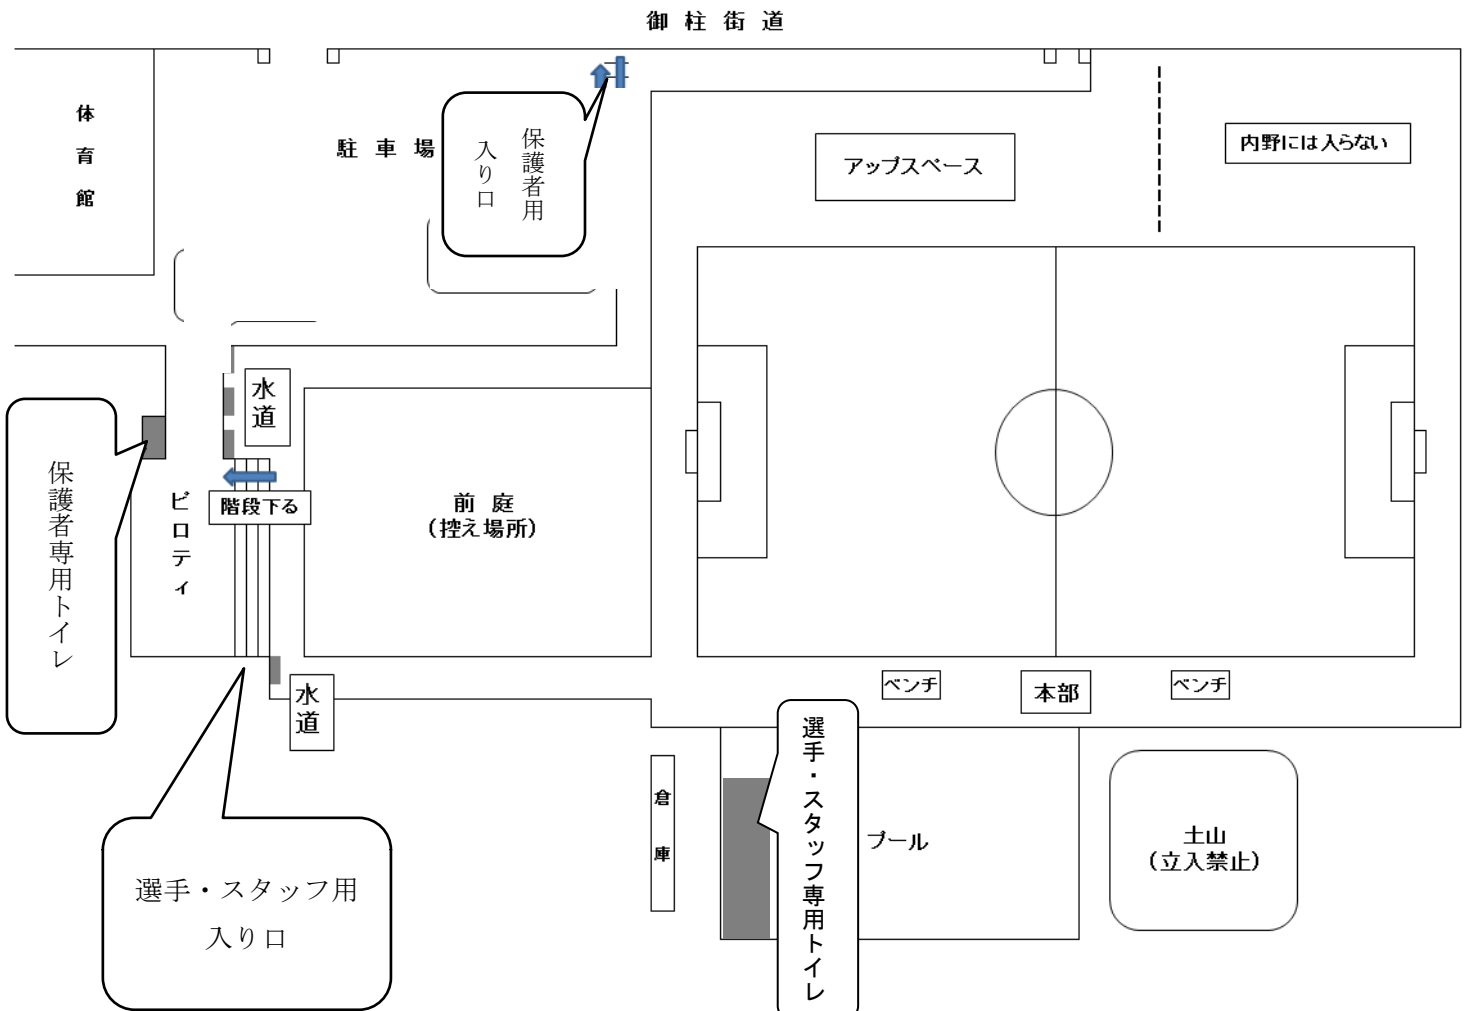 御柱街道
体育館
駐車場
保護者用
入り口
アップスペース
内野には入らない
水道
保護者専用トイレ
ピロティ
階段下る
前庭
(控え場所)
水道
ベンチ
本部
ベンチ
選手・スタッフ用
入り口
倉庫
選手・スタッフ専用トイレ
プール
土山
(立入禁止)